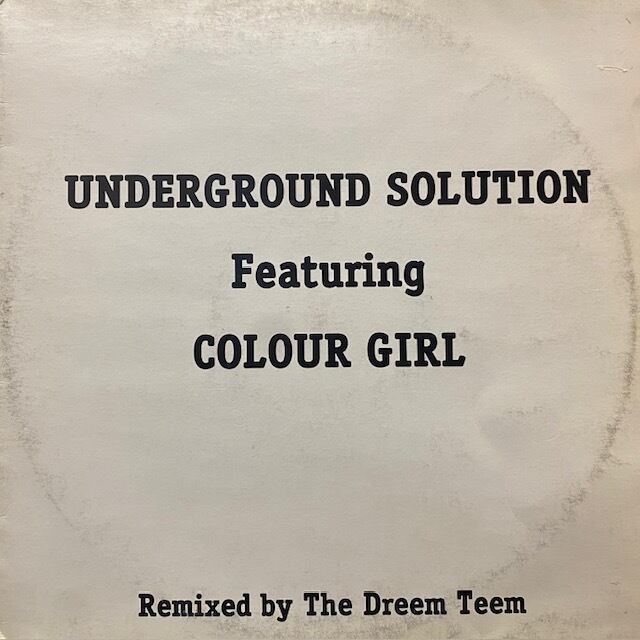 UNDERGROUND SOLUTION
Featuring
COLOUR GIRL
Remixed by The Dreem Teem